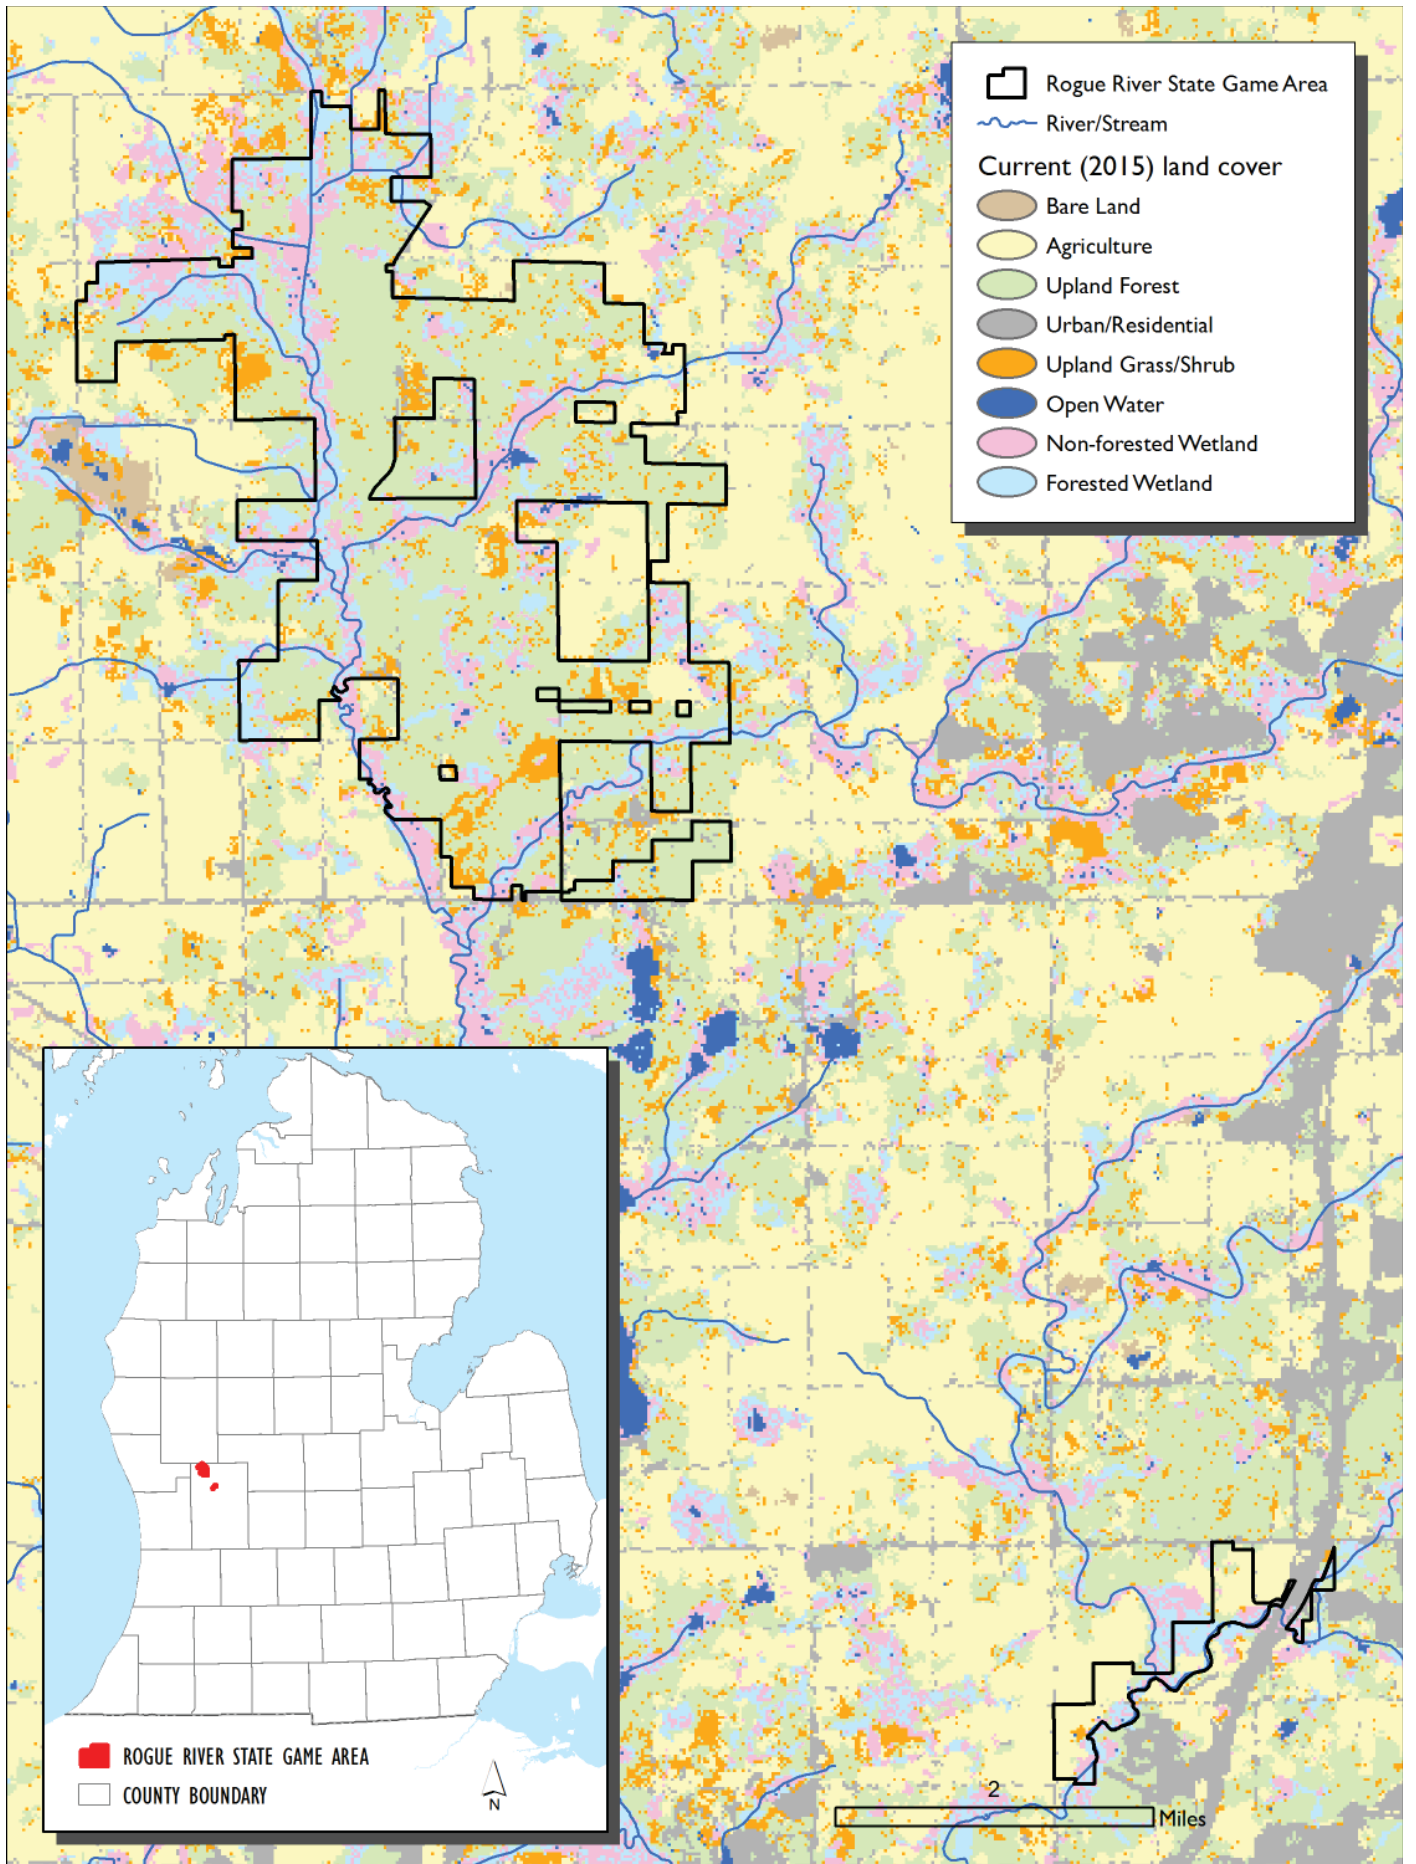 Rogue River State Game Area
River/Stream
Current (2015) land cover
Bare Land
Agriculture
Upland Forest
Urban/Residential
Upland Grass/Shrub
Open Water
Non-forested Wetland
Forested Wetland
ROGUE RIVER STATE GAME AREA
COUNTY BOUNDARY
N
2
Miles